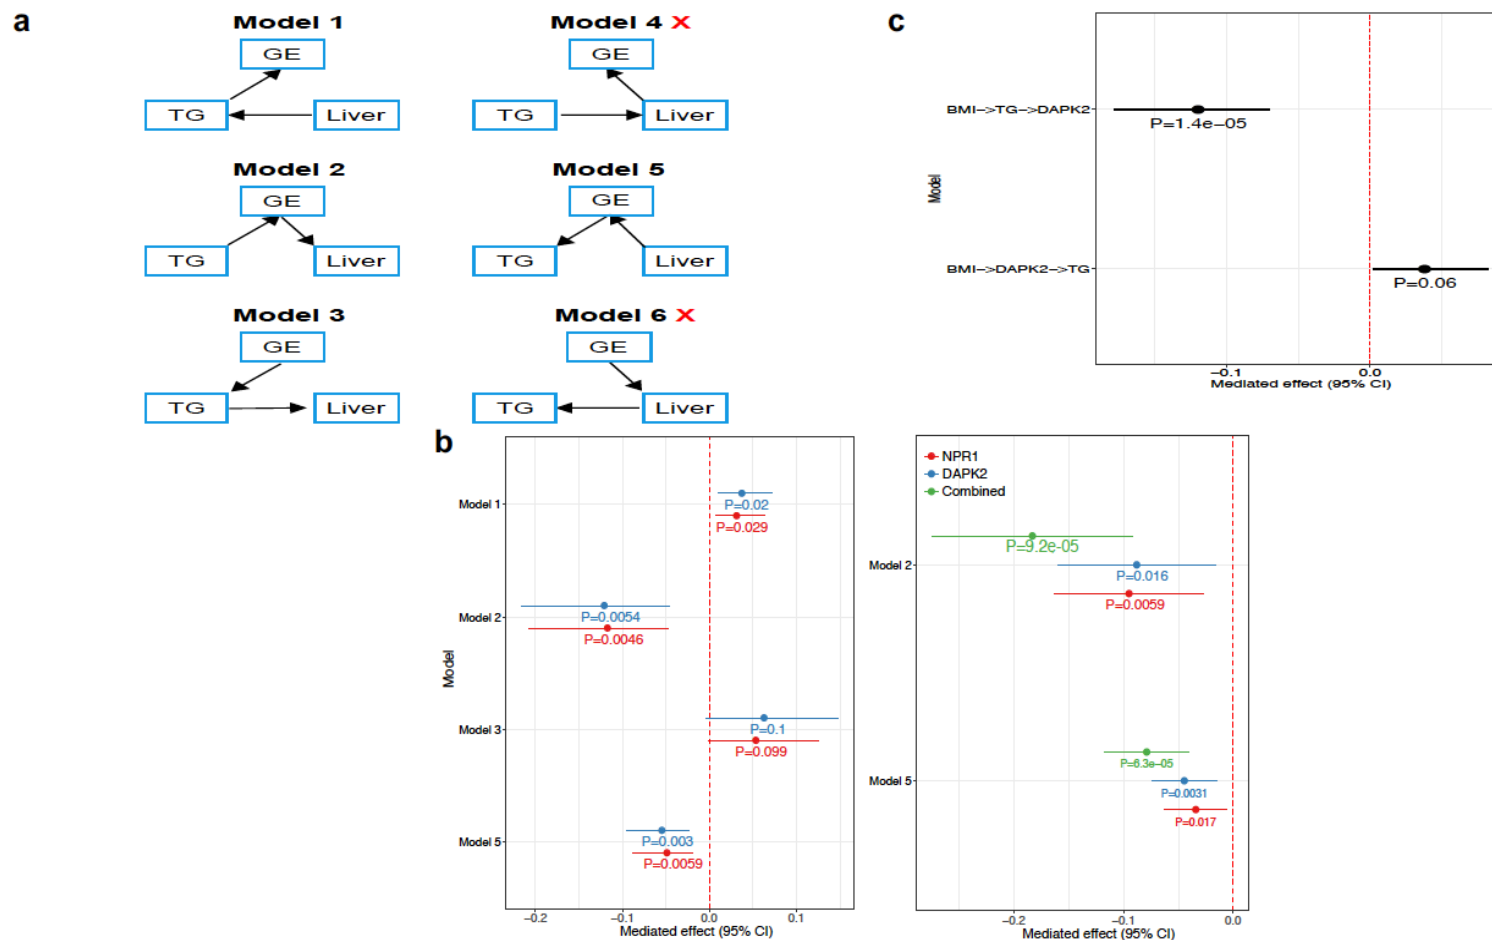 a
Model 1
GE
TG
Liver
Model 4 X
GE
TG
Liver
Model 2
GE
TG
Liver
Model 5
GE
TG
Liver
Model 3
GE
TG
Liver
Model 6 X
GE
TG
Liver
c
BMI->TG->DAPK2
P=1.4e-05
Model
BMI->DAPK2->TG
P=0.06
-0.1
0.0
Mediated effect (95% CI)
b
Model 1
P=0.02
P=0.029
Model 2
P=0.0054
P=0.0046
Model
Model 3
P=0.1
P=0.099
Model 5
P=0.003
P=0.0059
-0.2
-0.1
0.0
0.1
Mediated effect (95% CI)
NPR1
DAPK2
Combined
P=9.2e-05
Model 2
P=0.016
P=0.0059
P=6.3e-05
Model 5
P=0.0031
P=0.017
-0.2
-0.1
0.0
Mediated effect (95% CI)